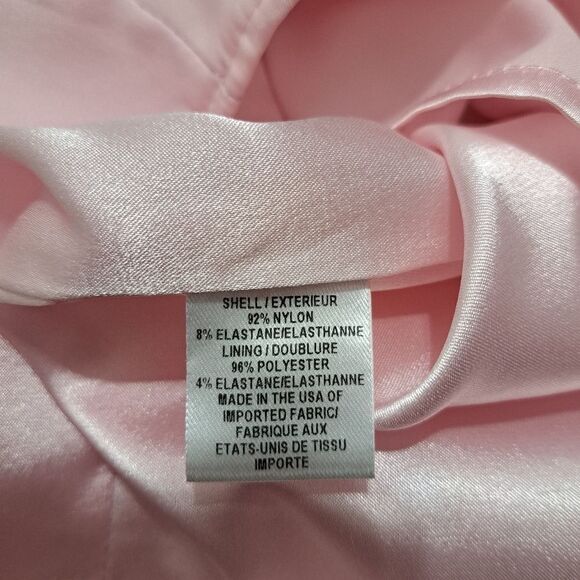 SHELL / EXTERIEUR
92% NYLON
8% ELASTANE/ELASTHANNE
LINING / DOUBLURE
96% POLYESTER
4% ELASTANE/ELASTHANNE
MADE IN THE USA OF
IMPORTED FABRIC/
FABRIQUE AUX
ETATS-UNIS DE TISSU
IMPORTE